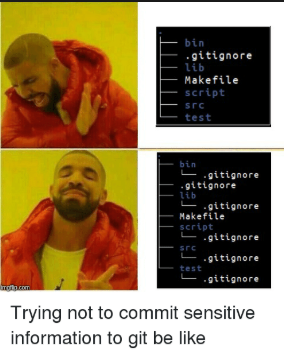 bin
.gitignore
lib
Makefile
script
src
test
bin
.gitignore
.gitignore
lib
.gitignore
Makefile
script
.gitignore
src
.gitignore
test
.gitignore
imgflip.com
Trying not to commit sensitive
information to git be like